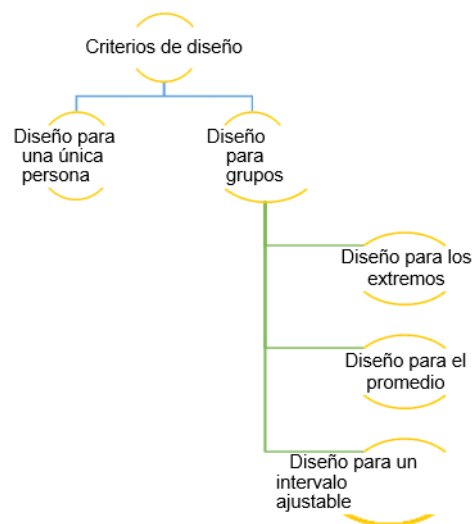 Criterios de diseño
Diseño para
una única
persona
Diseño
para
grupos
Diseño para los
extremos
Diseño para el
promedio
Diseño para un
intervalo
ajustable